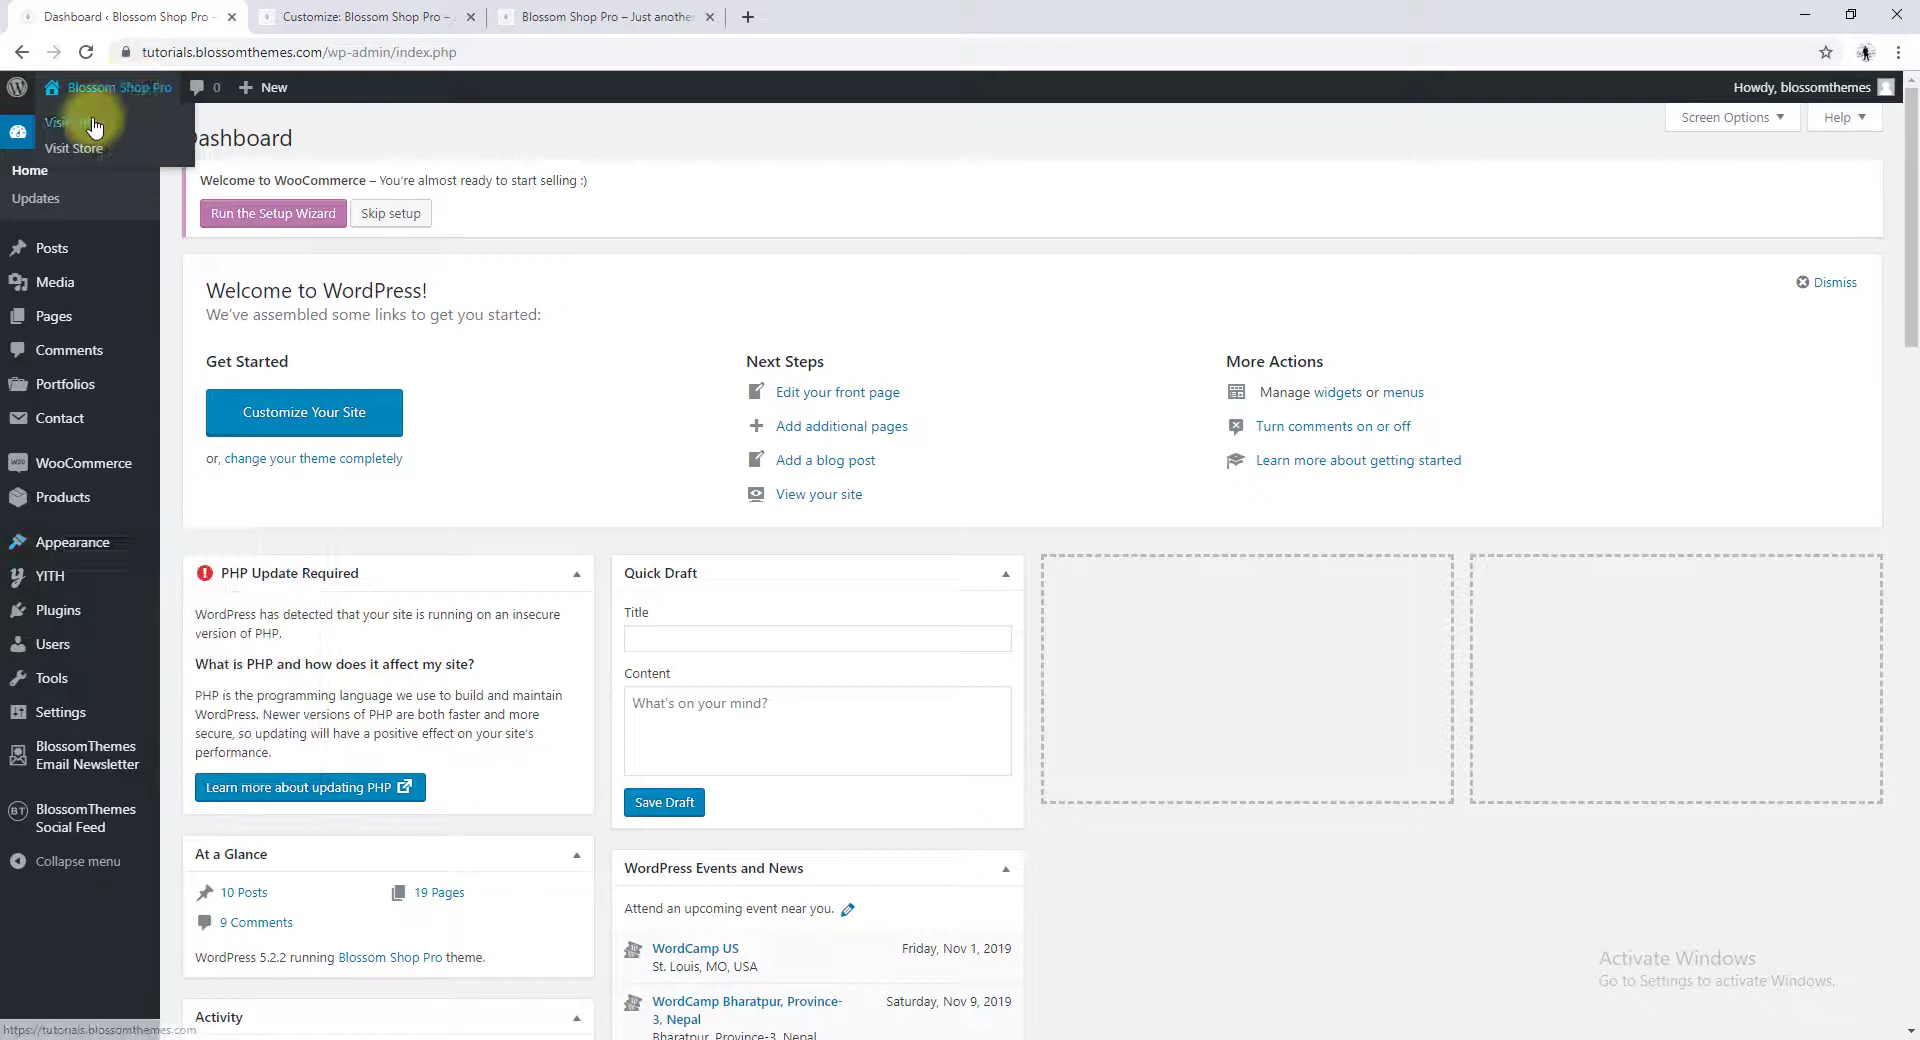 Dashboard ‹ Blossom Shop Pro –
Customize: Blossom Shop Pro –
Blossom Shop Pro – Just another
tutorials.blossomthemes.com/wp-admin/index.php
Blossom Shop Pro
0
New
Howdy, blossomthemes
Visit
Visit Store
Screen Options
Help
Dashboard
Home
Updates
Posts
Media
Pages
Comments
Portfolios
Contact
WooCommerce
Products
Appearance
YITH
Plugins
Users
Tools
Settings
BlossomThemes
Email Newsletter
BlossomThemes
Social Feed
Collapse menu
Welcome to WooCommerce – You're almost ready to start selling :)
Run the Setup Wizard
Skip setup
Welcome to WordPress!
We've assembled some links to get you started:
Dismiss
Get Started
Customize Your Site
or, change your theme completely
Next Steps
Edit your front page
Add additional pages
Add a blog post
View your site
More Actions
Manage widgets or menus
Turn comments on or off
Learn more about getting started
PHP Update Required
WordPress has detected that your site is running on an insecure
version of PHP.
What is PHP and how does it affect my site?
PHP is the programming language we use to build and maintain
WordPress. Newer versions of PHP are both faster and more
secure, so updating will have a positive effect on your site's
performance.
Learn more about updating PHP
At a Glance
10 Posts
19 Pages
9 Comments
WordPress 5.2.2 running Blossom Shop Pro theme.
Activity
Quick Draft
Title
Content
What's on your mind?
Save Draft
WordPress Events and News
Attend an upcoming event near you.
WordCamp US
Friday, Nov 1, 2019
St. Louis, MO, USA
WordCamp Bharatpur, Province-
3, Nepal
Saturday, Nov 9, 2019
Bharatpur, Province-3, Nepal
Activate Windows
Go to Settings to activate Windows.
https://tutorials.blossomthemes.com